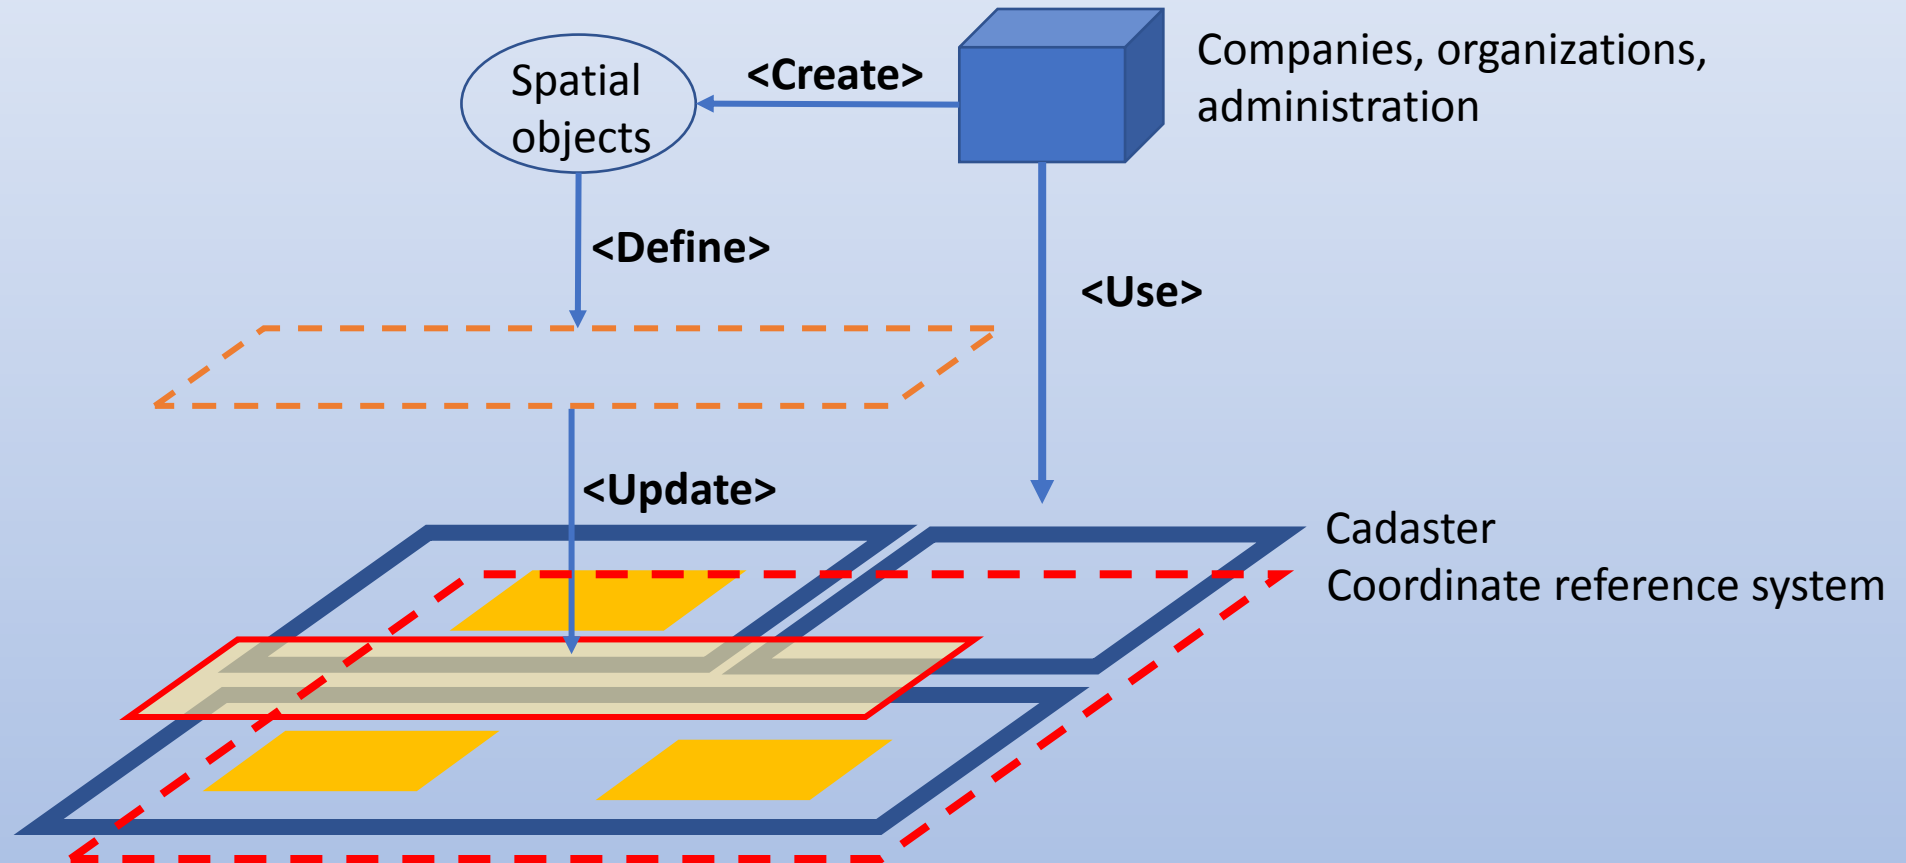 Spatial
objects
<Create>
Companies, organizations,
administration
<Define>
<Use>
<Update>
Cadaster
Coordinate reference system